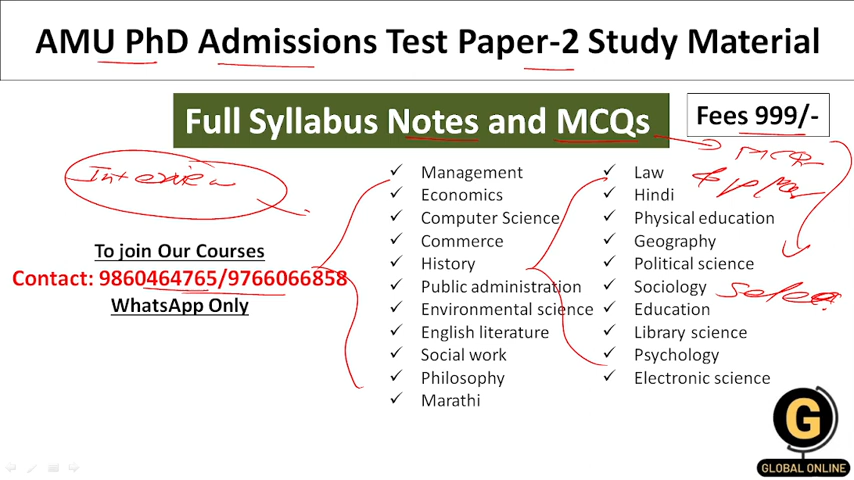 AMU PhD Admissions Test Paper-2 Study Material
Full Syllabus Notes and MCQs
Fees 999/-
Interview
To join Our Courses
Contact: 9860464765/9766066858
WhatsApp Only
✓ Management
✓ Economics
✓ Computer Science
✓ Commerce
✓ History
✓ Public administration
✓ Environmental science
✓ English literature
✓ Social work
✓ Philosophy
✓ Marathi
✓ Law
✓ Hindi
✓ Physical education
✓ Geography
✓ Political science
✓ Sociology
✓ Education
✓ Library science
✓ Psychology
✓ Electronic science
MCQ
G
GLOBAL ONLINE